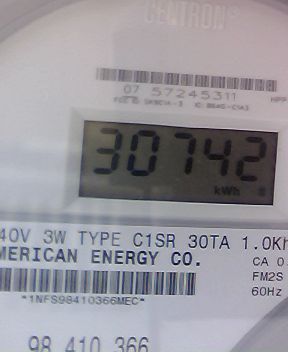 CENTRON®
07 57245311
30742
kWh
40V 3W TYPE C1SR 30TA 1.0Kh
MERICAN ENERGY CO.
CA 0.
FM2S
60Hz
*1NFS98410366MEC*
98 410 366